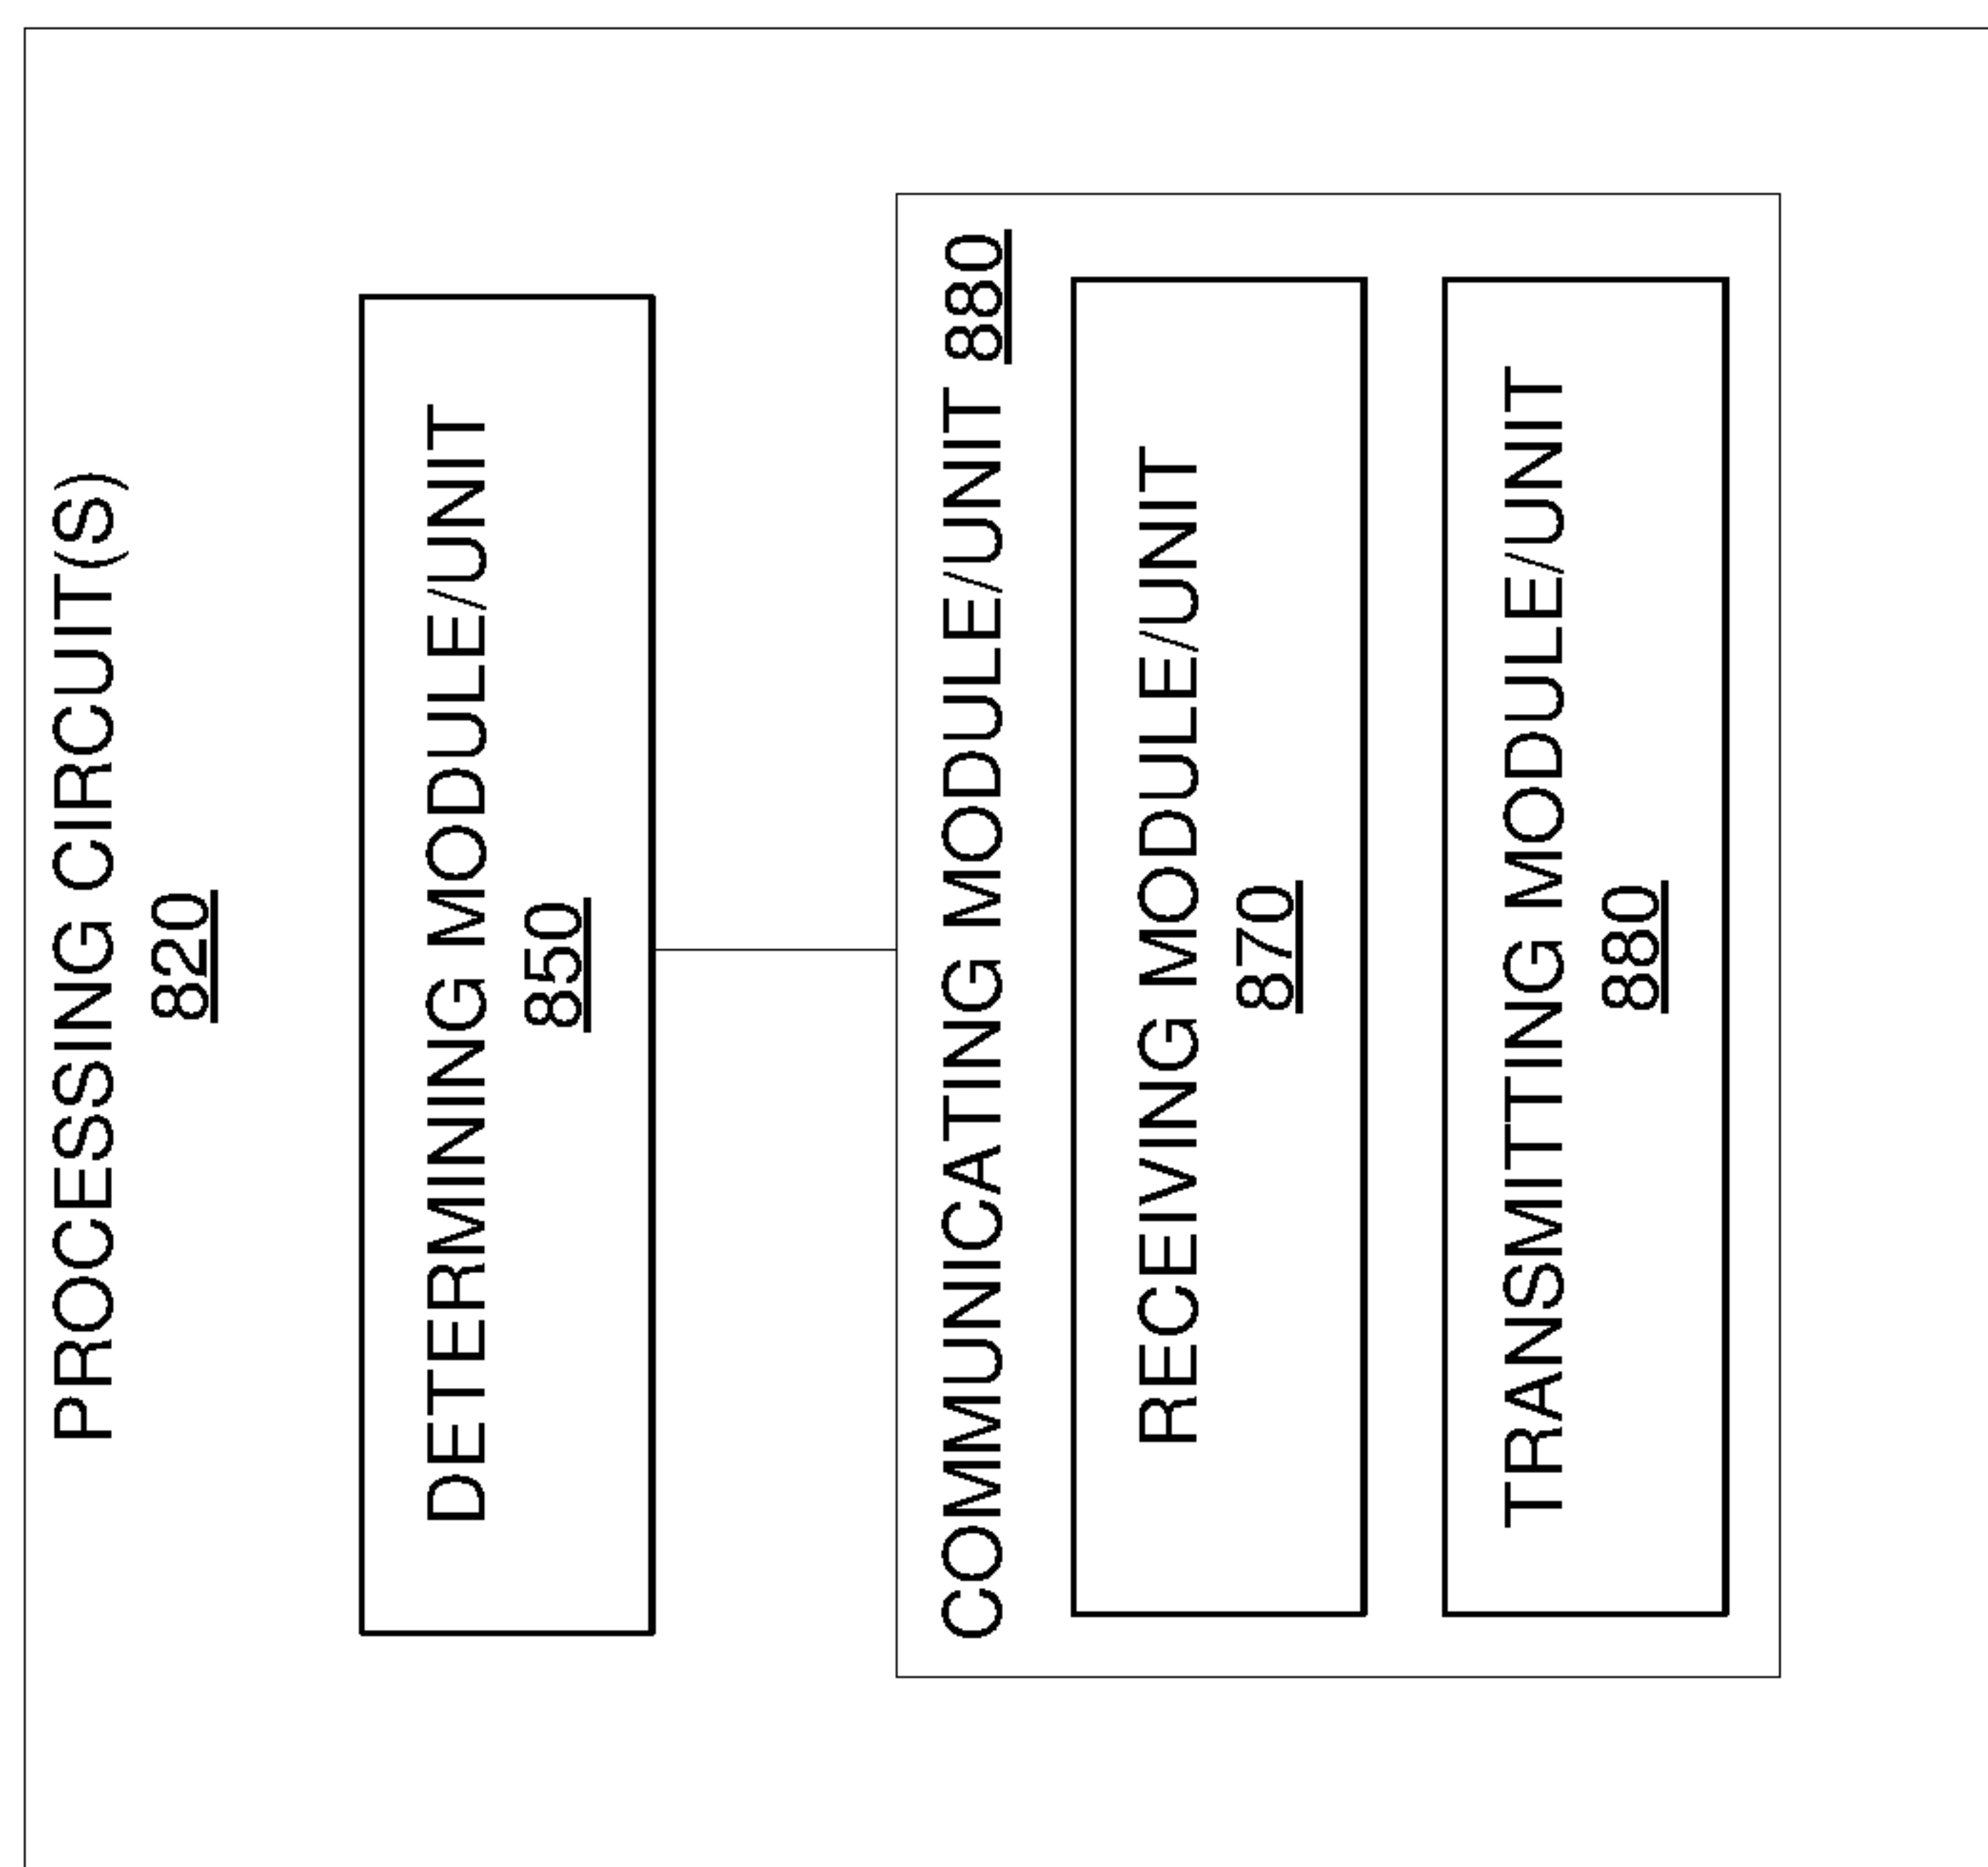 PROCESSING CIRCUIT(S)
820
DETERMINING MODULE/UNIT
850
COMMUNICATING MODULE/UNIT 880
RECEIVING MODULE/UNIT
870
TRANSMITTING MODULE/UNIT
880